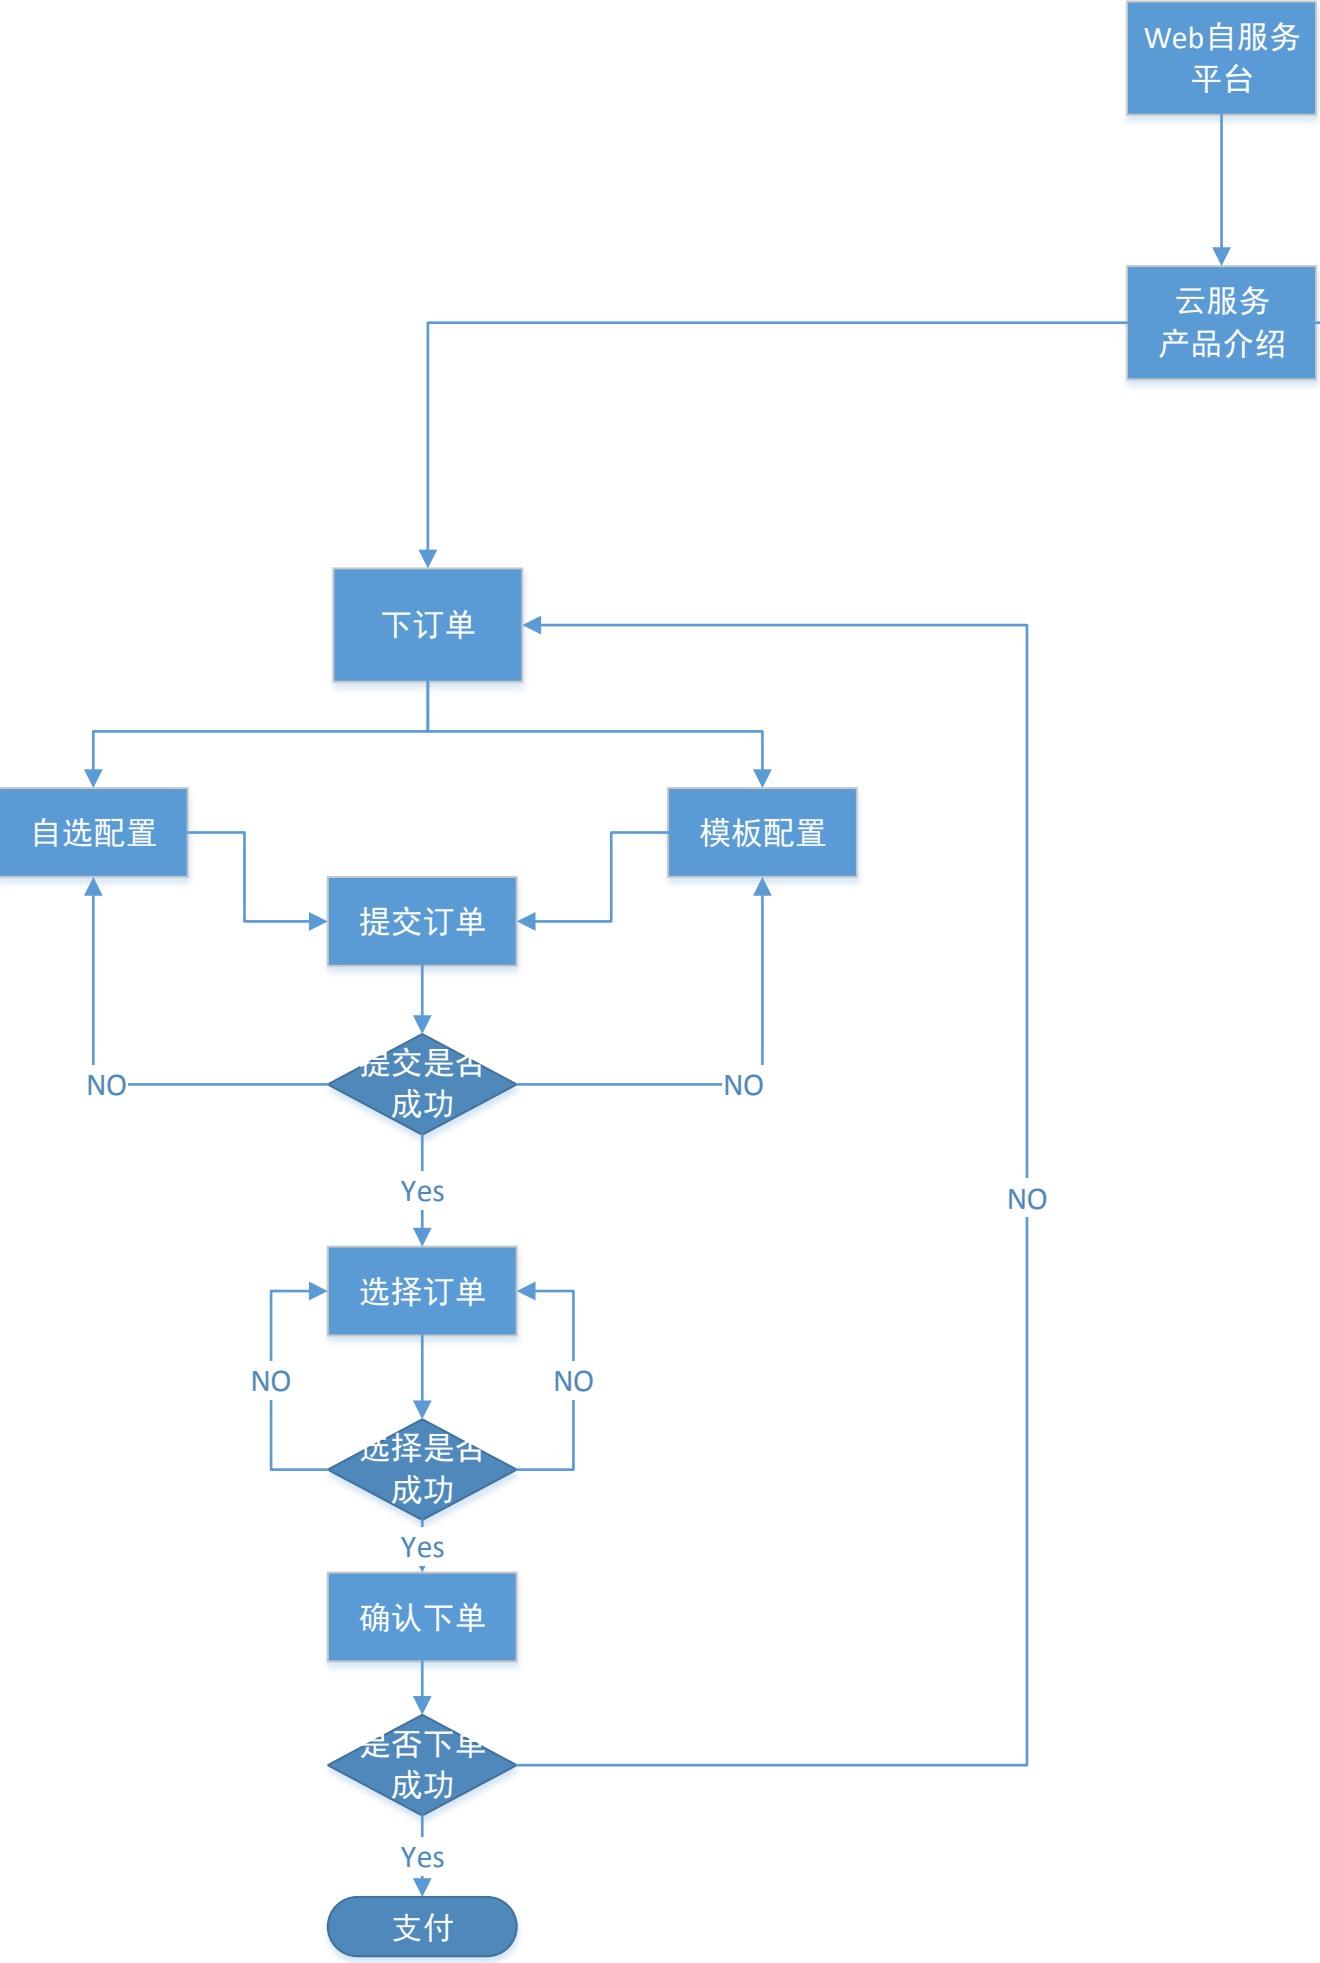 Web自服务
平台
云服务
产品介绍
下订单
自选配置
模板配置
提交订单
提交是否
成功
NO
NO
Yes
NO
选择订单
NO
NO
选择是否
成功
Yes
确认下单
是否下单
成功
Yes
支付